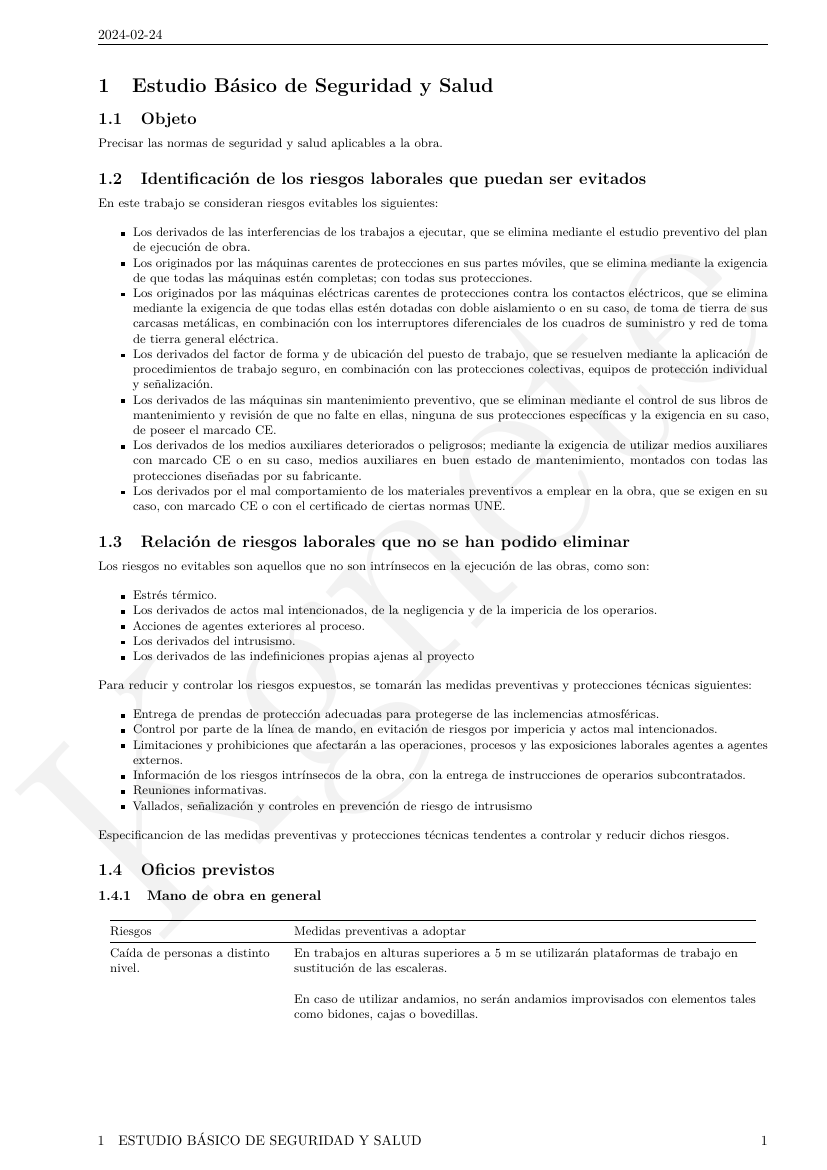 2024-02-24
1 Estudio Básico de Seguridad y Salud
1.1 Objeto
Precisar las normas de seguridad y salud aplicables a la obra.
1.2 Identificación de los riesgos laborales que puedan ser evitados
En este trabajo se consideran riesgos evitables los siguientes:
▪ Los derivados de las interferencias de los trabajos a ejecutar, que se elimina mediante el estudio preventivo del plan
de ejecución de obra.
▪ Los originados por las máquinas carentes de protecciones en sus partes móviles, que se elimina mediante la exigencia
de que todas las máquinas estén completas; con todas sus protecciones.
▪ Los originados por las máquinas eléctricas carentes de protecciones contra los contactos eléctricos, que se elimina
mediante la exigencia de que todas ellas estén dotadas con doble aislamiento o en su caso, de toma de tierra de sus
carcasas metálicas, en combinación con los interruptores diferenciales de los cuadros de suministro y red de toma
de tierra general eléctrica.
▪ Los derivados del factor de forma y de ubicación del puesto de trabajo, que se resuelven mediante la aplicación de
procedimientos de trabajo seguro, en combinación con las protecciones colectivas, equipos de protección individual
y señalización.
▪ Los derivados de las máquinas sin mantenimiento preventivo, que se eliminan mediante el control de sus libros de
mantenimiento y revisión de que no falte en ellas, ninguna de sus protecciones específicas y la exigencia en su caso,
de poseer el marcado CE.
▪ Los derivados de los medios auxiliares deteriorados o peligrosos; mediante la exigencia de utilizar medios auxiliares
con marcado CE o en su caso, medios auxiliares en buen estado de mantenimiento, montados con todas las
protecciones diseñadas por su fabricante.
▪ Los derivados por el mal comportamiento de los materiales preventivos a emplear en la obra, que se exigen en su
caso, con marcado CE o con el certificado de ciertas normas UNE.
1.3 Relación de riesgos laborales que no se han podido eliminar
Los riesgos no evitables son aquellos que no son intrínsecos en la ejecución de las obras, como son:
▪ Estrés térmico.
▪ Los derivados de actos mal intencionados, de la negligencia y de la impericia de los operarios.
▪ Acciones de agentes exteriores al proceso.
▪ Los derivados del intrusismo.
▪ Los derivados de las indefiniciones propias ajenas al proyecto
Para reducir y controlar los riesgos expuestos, se tomarán las medidas preventivas y protecciones técnicas siguientes:
▪ Entrega de prendas de protección adecuadas para protegerse de las inclemencias atmosféricas.
▪ Control por parte de la línea de mando, en evitación de riesgos por impericia y actos mal intencionados.
▪ Limitaciones y prohibiciones que afectarán a las operaciones, procesos y las exposiciones laborales agentes a agentes
externos.
▪ Información de los riesgos intrínsecos de la obra, con la entrega de instrucciones de operarios subcontratados.
▪ Reuniones informativas.
▪ Vallados, señalización y controles en prevención de riesgo de intrusismo
Especificancion de las medidas preventivas y protecciones técnicas tendentes a controlar y reducir dichos riesgos.
1.4 Oficios previstos
1.4.1 Mano de obra en general
Riesgos Medidas preventivas a adoptar
Caída de personas a distinto En trabajos en alturas superiores a 5 m se utilizarán plataformas de trabajo en
nivel. sustitución de las escaleras.
En caso de utilizar andamios, no serán andamios improvisados con elementos tales
como bidones, cajas o bovedillas.
Kgnete
1 ESTUDIO BÁSICO DE SEGURIDAD Y SALUD 1